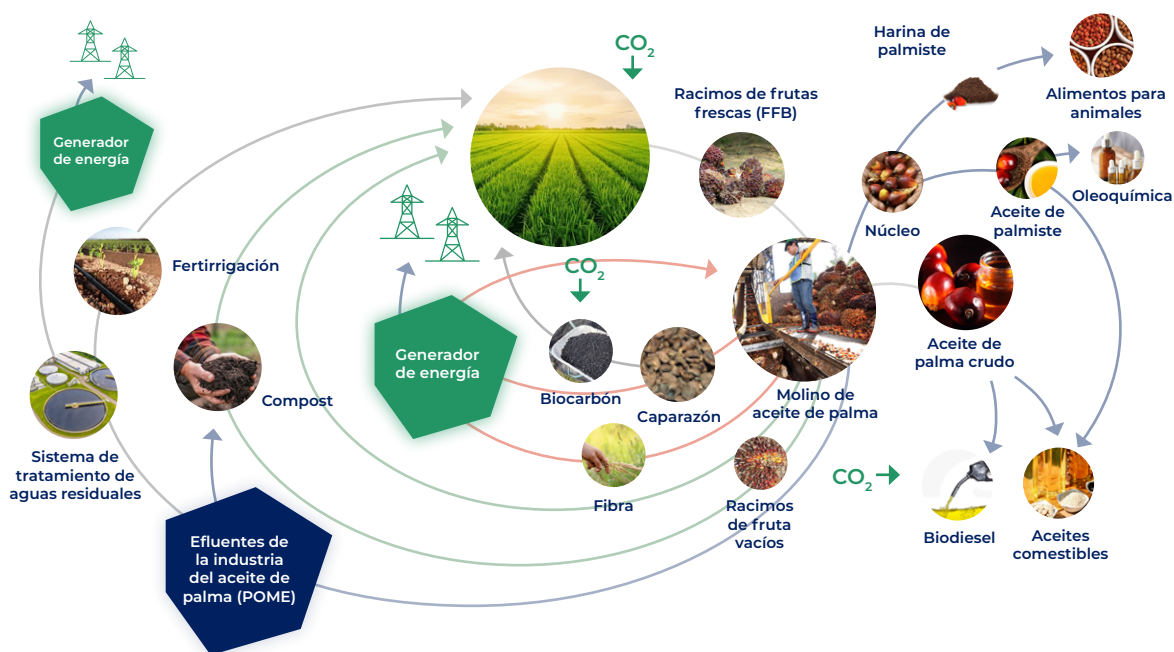 CO2
Harina de
palmiste
Alimentos para
animales
Racimos de frutas
frescas (FFB)
Generador
de energía
Oleoquímica
Núcleo
Aceite de
palmiste
Fertirrigación
CO2
Generador
de energía
Aceite de
palma crudo
Biocarbón
Caparazón
Molino de
aceite de palma
Compost
Sistema de
tratamiento de
aguas residuales
Fibra
Racimos
de fruta
vacíos
CO2
Biodiesel
Aceites
comestibles
Efluentes de
la industria
del aceite de
palma (POME)